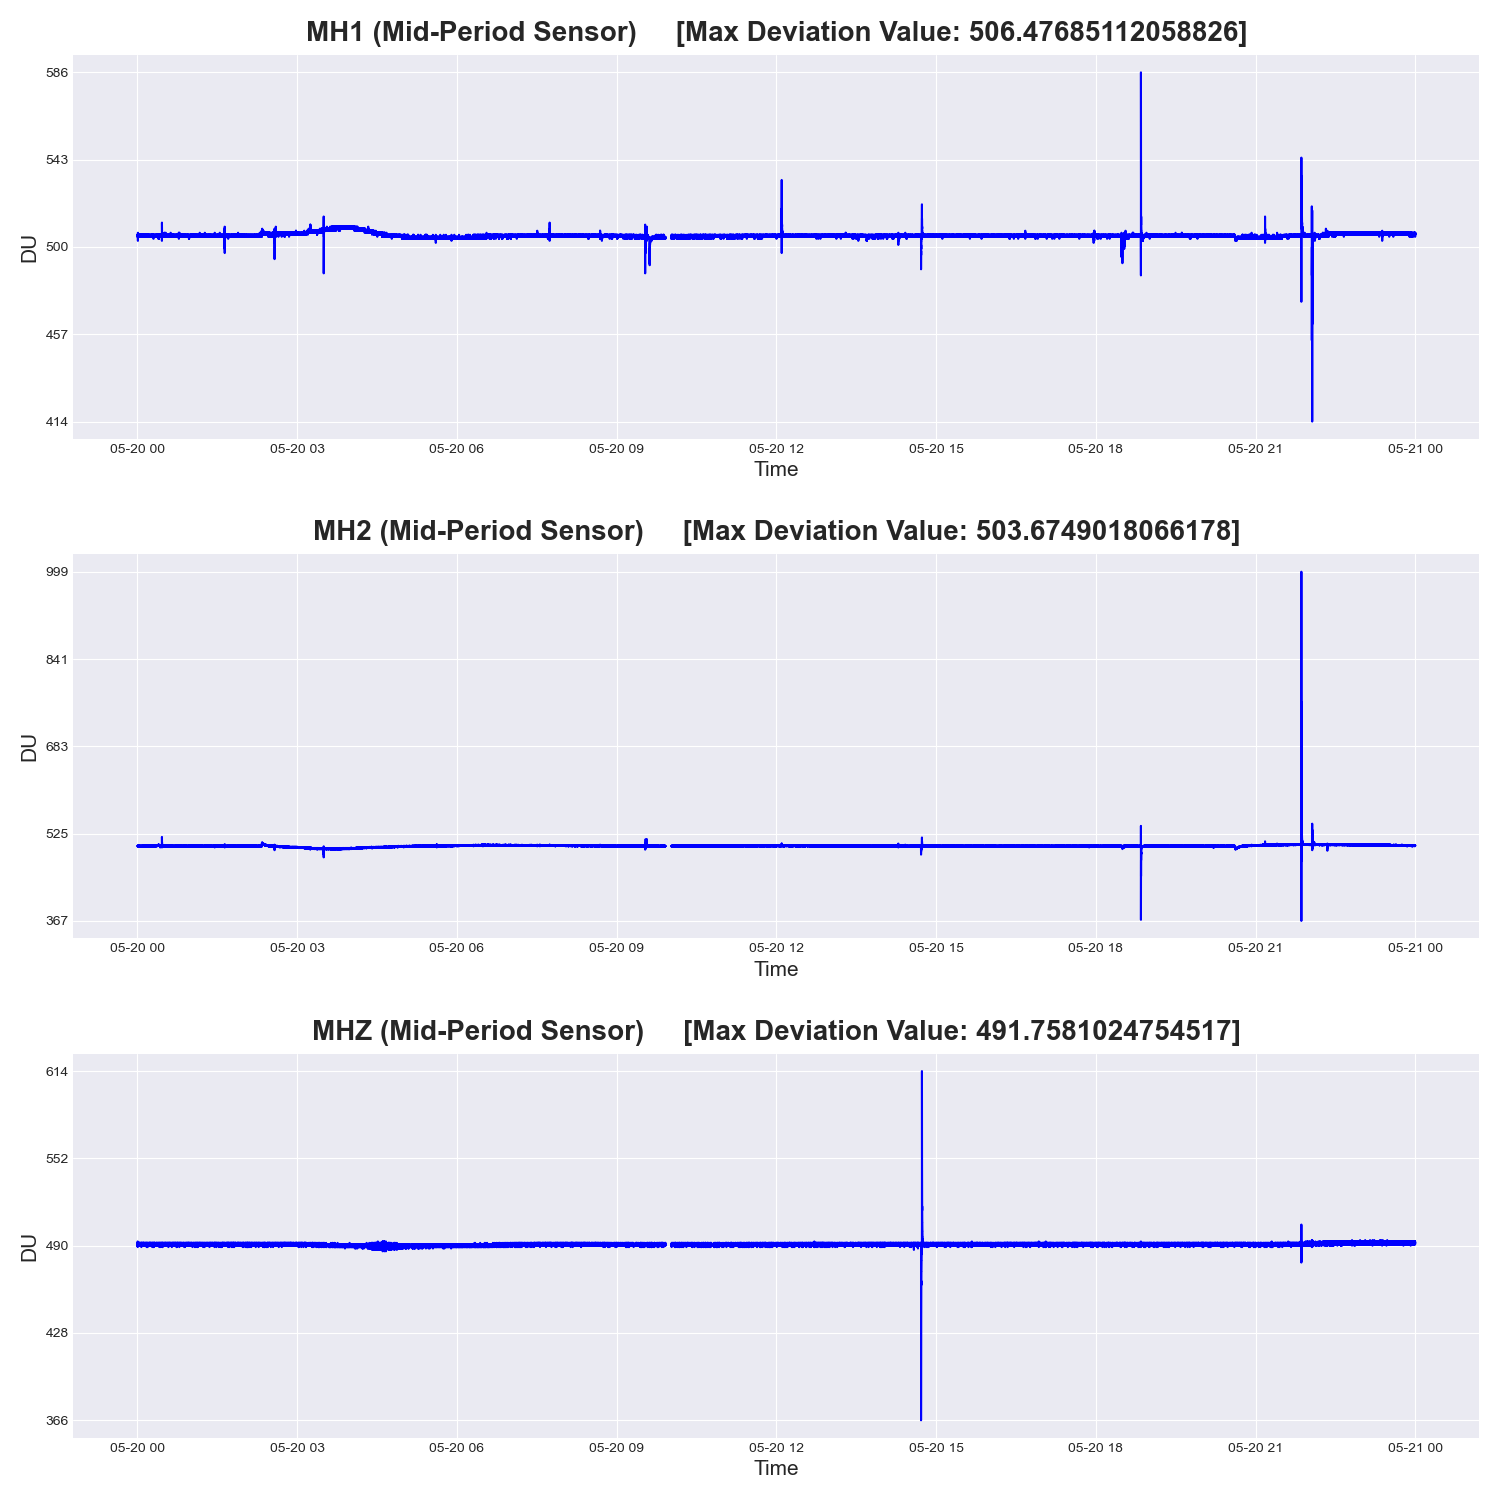 MH1 (Mid-Period Sensor) [Max Deviation Value: 506.47685112058826]
586
543
500
457
414
DU
05-20 00 05-20 03 05-20 06 05-20 09 05-20 12 05-20 15 05-20 18 05-20 21 05-21 00
Time
MH2 (Mid-Period Sensor) [Max Deviation Value: 503.6749018066178]
999
841
683
525
367
DU
05-20 00 05-20 03 05-20 06 05-20 09 05-20 12 05-20 15 05-20 18 05-20 21 05-21 00
Time
MHZ (Mid-Period Sensor) [Max Deviation Value: 491.7581024754517]
614
552
490
428
366
DU
05-20 00 05-20 03 05-20 06 05-20 09 05-20 12 05-20 15 05-20 18 05-20 21 05-21 00
Time